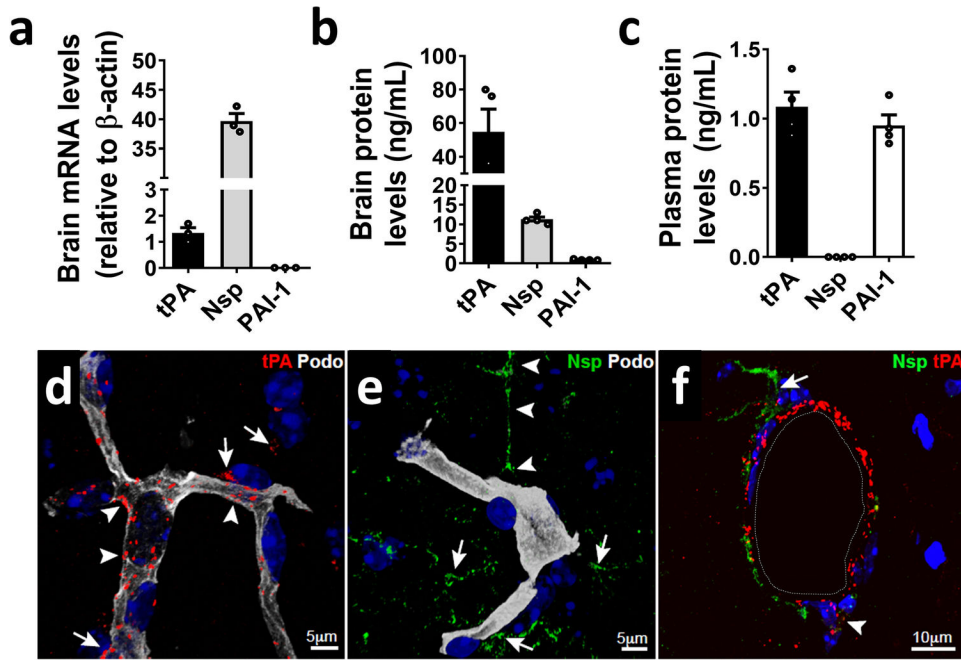 a
Brain mRNA levels
(relative to β-actin)
50
45
40
35
3
2
1
0
tPA
Nsp
PAI-1
b
Brain protein
levels (ng/mL)
100
80
60
40
20
15
10
5
0
tPA
Nsp
PAI-1
c
Plasma protein
levels (ng/mL)
1.5
1.0
0.5
0.0
tPA
Nsp
PAI-1
d
tPA Podo
5μm
e
Nsp Podo
5μm
f
Nsp tPA
10μm